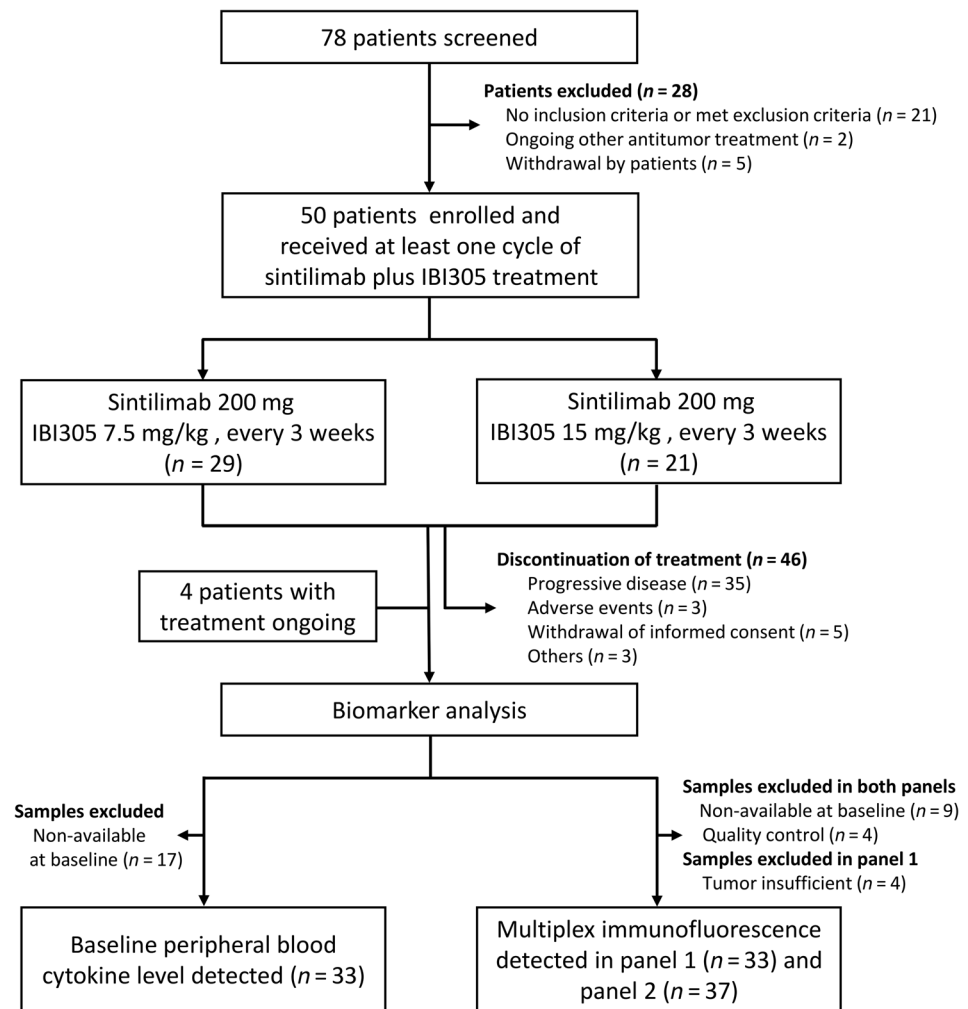 78 patients screened
Patients excluded (n = 28)
No inclusion criteria or met exclusion criteria (n = 21)
Ongoing other antitumor treatment (n = 2)
Withdrawal by patients (n = 5)
50 patients enrolled and
received at least one cycle of
sintilimab plus IBI305 treatment
Sintilimab 200 mg
IBI305 7.5 mg/kg , every 3 weeks
(n = 29)
Sintilimab 200 mg
IBI305 15 mg/kg , every 3 weeks
(n = 21)
4 patients with
treatment ongoing
Discontinuation of treatment (n = 46)
Progressive disease (n = 35)
Adverse events (n = 3)
Withdrawal of informed consent (n = 5)
Others (n = 3)
Biomarker analysis
Samples excluded
Non-available
at baseline (n = 17)
Samples excluded in both panels
Non-available at baseline (n = 9)
Quality control (n = 4)
Samples excluded in panel 1
Tumor insufficient (n = 4)
Baseline peripheral blood
cytokine level detected (n = 33)
Multiplex immunofluorescence
detected in panel 1 (n = 33) and
panel 2 (n = 37)